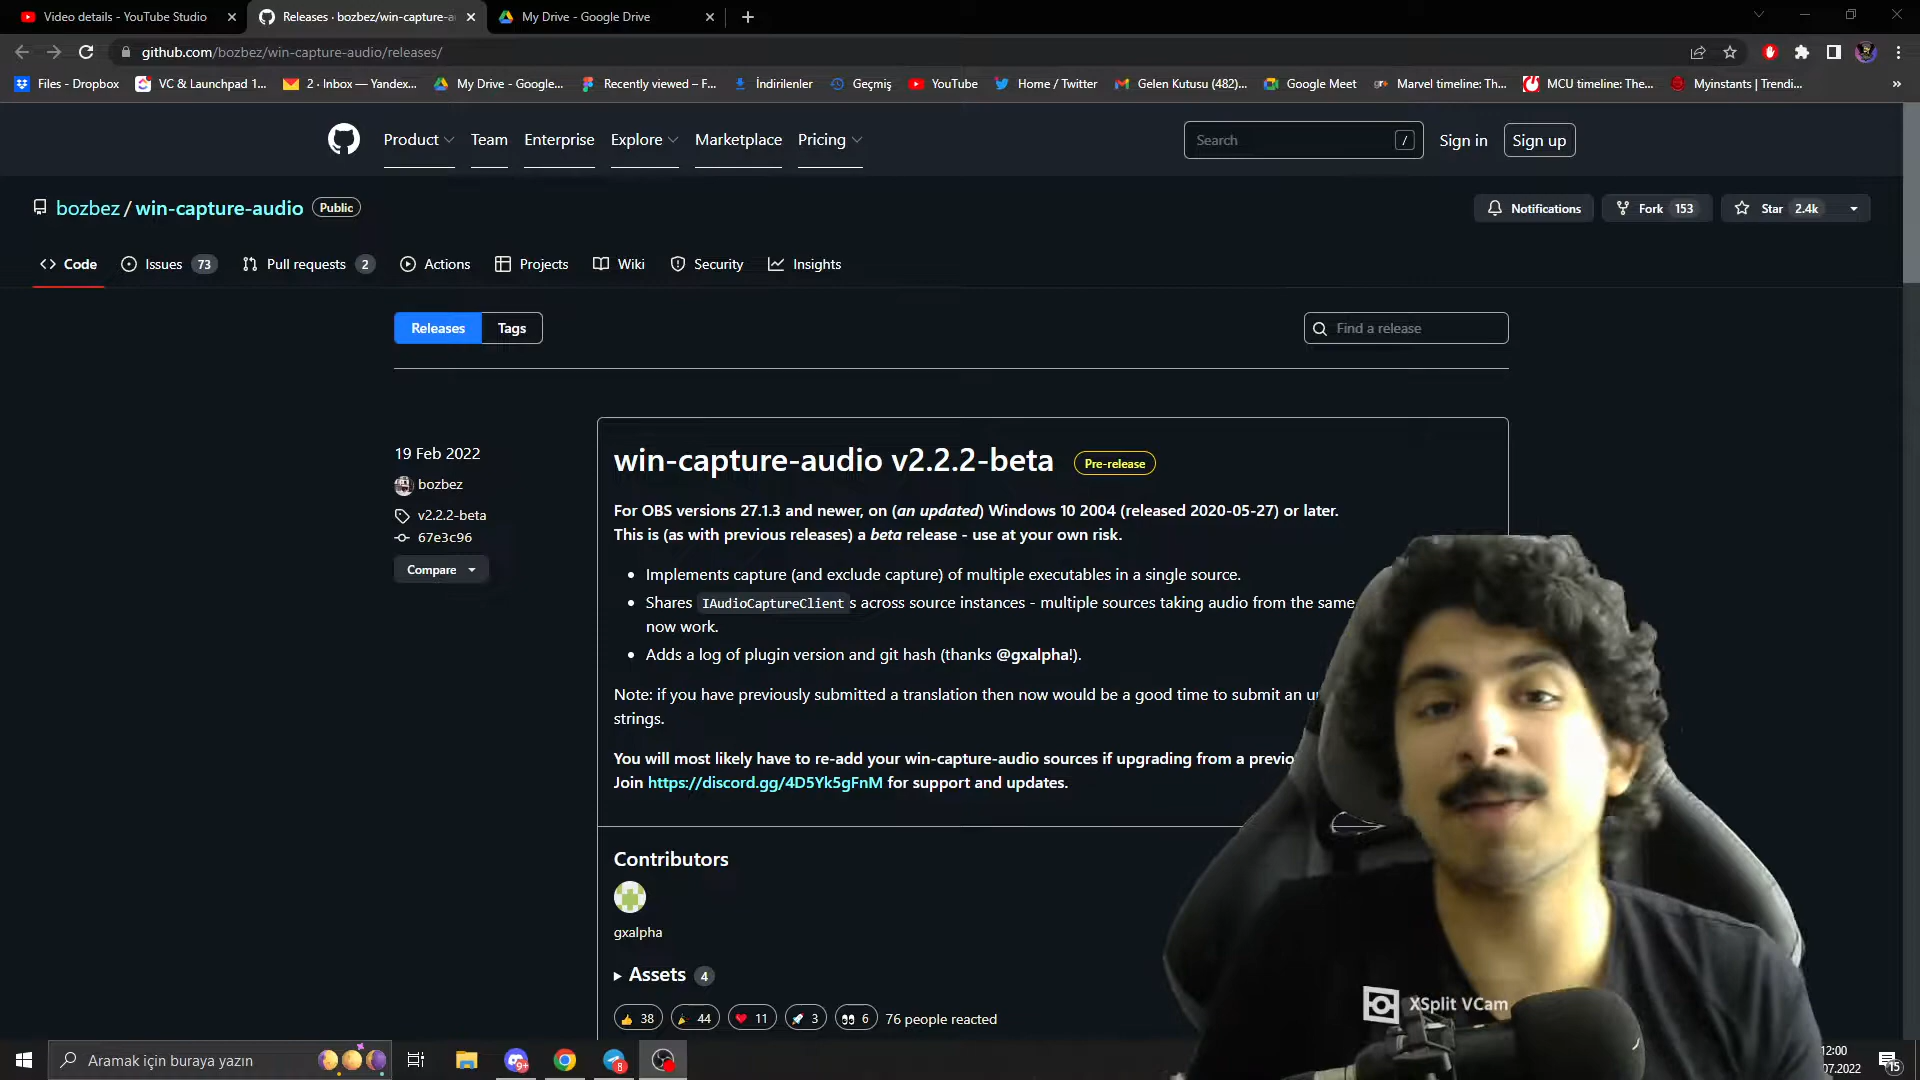 Video details - YouTube Studio
Releases · bozbez/win-capture-a
My Drive - Google Drive
github.com/bozbez/win-capture-audio/releases/
Files - Dropbox
VC & Launchpad 1...
2 · Inbox — Yandex...
My Drive - Google...
Recently viewed – F...
İndirilenler
Geçmiş
YouTube
Home / Twitter
Gelen Kutusu (482)...
Google Meet
Marvel timeline: Th...
MCU timeline: The...
Myinstants | Trendi...
»
Product
Team
Enterprise
Explore
Marketplace
Pricing
Search
/
Sign in
Sign up
bozbez / win-capture-audio
Public
Notifications
Fork 153
Star 2.4k
Code
Issues 73
Pull requests 2
Actions
Projects
Wiki
Security
Insights
Releases
Tags
Find a release
19 Feb 2022
bozbez
v2.2.2-beta
67e3c96
Compare
win-capture-audio v2.2.2-beta
Pre-release
For OBS versions 27.1.3 and newer, on (an updated) Windows 10 2004 (released 2020-05-27) or later.
This is (as with previous releases) a beta release - use at your own risk.
• Implements capture (and exclude capture) of multiple executables in a single source.
• Shares IAudioCaptureClient s across source instances - multiple sources taking audio from the same
now work.
• Adds a log of plugin version and git hash (thanks @gxalpha!).
Note: if you have previously submitted a translation then now would be a good time to submit an
strings.
You will most likely have to re-add your win-capture-audio sources if upgrading from a
Join https://discord.gg/4D5Yk5gFnM for support and updates.
Contributors
gxalpha
Assets 4
38
44
11
3
6
76 people reacted
XSplit VCam
Aramak için buraya yazın
9+
8
12:00
07.2022
15